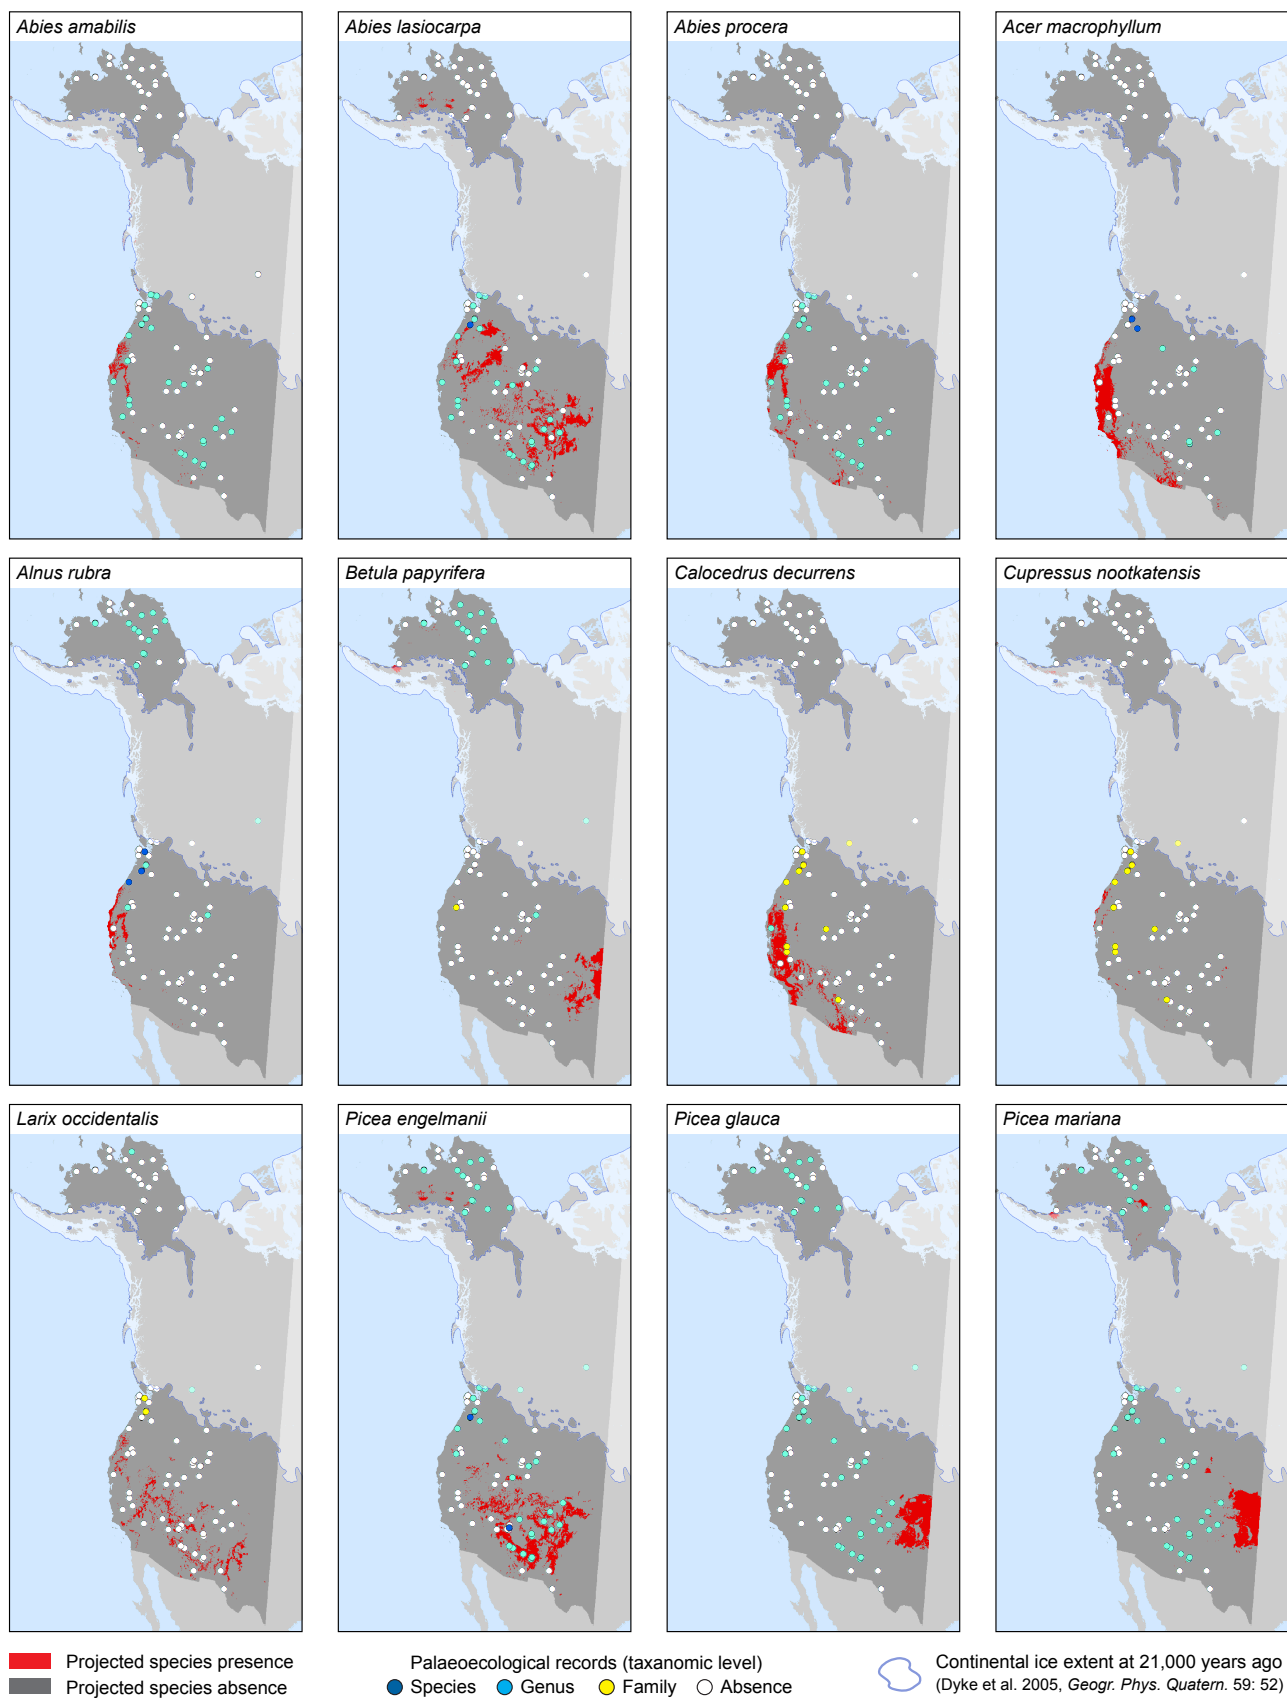 Abies amabilis
Abies lasiocarpa
Abies procera
Acer macrophyllum
Alnus rubra
Betula papyrifera
Calocedrus decurrens
Cupressus nootkatensis
Larix occidentalis
Picea engelmanii
Picea glauca
Picea mariana
Projected species presence
Projected species absence
Palaeoecological records (taxanomic level)
Species Genus Family Absence
Continental ice extent at 21,000 years ago
(Dyke et al. 2005, Geogr. Phys. Quatern. 59: 52)